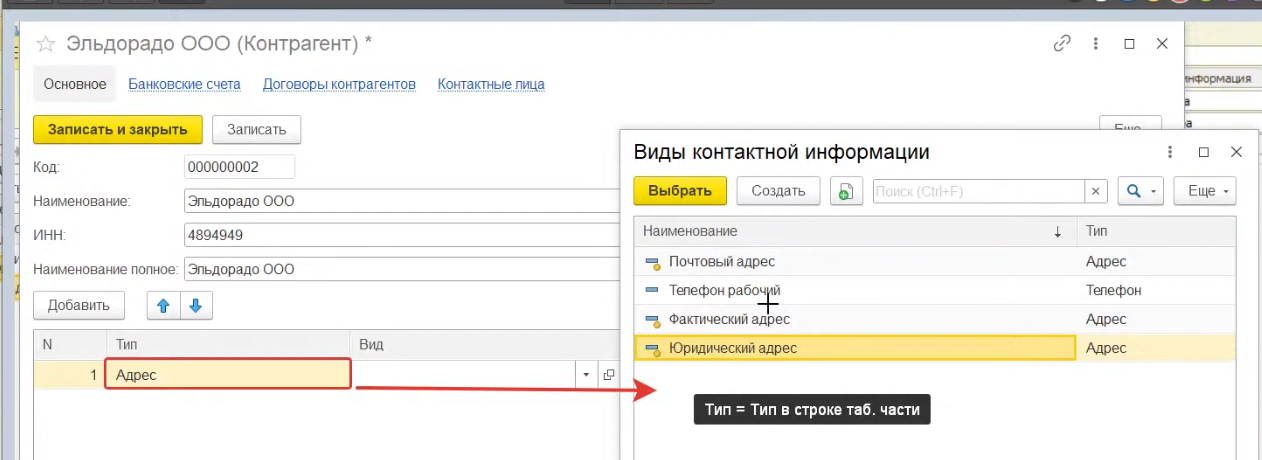 Эльдорадо ООО (Контрагент) *
Основное Банковские счета Договоры контрагентов Контактные лица
нформация
Записать и закрыть Записать
Еще
Код: 000000002
Наименование: Эльдорадо ООО
ИНН: 4894949
Наименование полное: Эльдорадо ООО
Добавить
N Тип Вид
1 Адрес
Виды контактной информации
Выбрать Создать Поиск (Ctrl+F) × Еще
Наименование ↓ Тип
Почтовый адрес Адрес
Телефон рабочий Телефон
Фактический адрес Адрес
Юридический адрес Адрес
Тип = Тип в строке таб. части